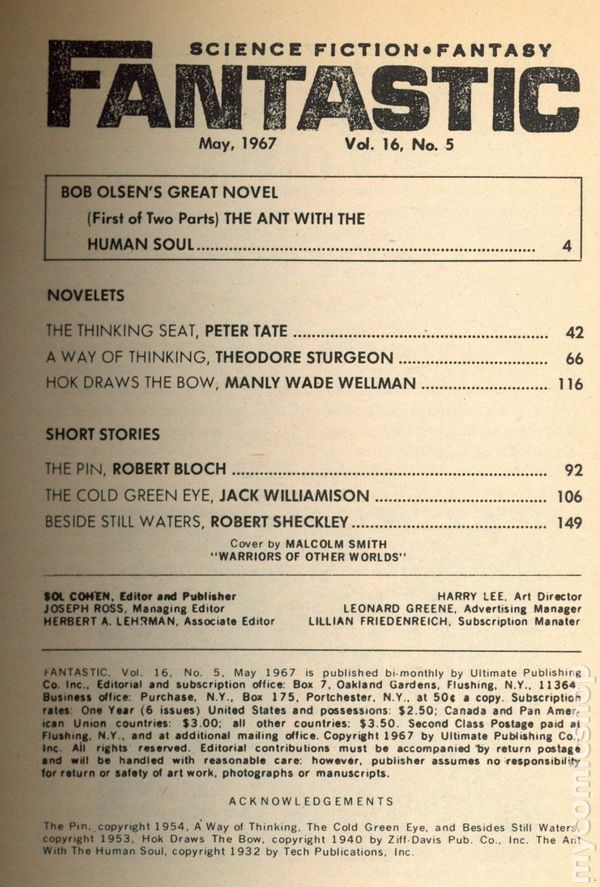 SCIENCE FICTION•FANTASY
FANTASTIC
May, 1967 Vol. 16, No. 5
BOB OLSEN'S GREAT NOVEL
(First of Two Parts) THE ANT WITH THE
HUMAN SOUL.................................................... 4
NOVELETS
THE THINKING SEAT, PETER TATE ........................................ 42
A WAY OF THINKING, THEODORE STURGEON ........................ 66
HOK DRAWS THE BOW, MANLY WADE WELLMAN .................... 116
SHORT STORIES
THE PIN, ROBERT BLOCH .................................................. 92
THE COLD GREEN EYE, JACK WILLIAMISON ........................... 106
BESIDE STILL WATERS, ROBERT SHECKLEY............................... 149
Cover by MALCOLM SMITH
"WARRIORS OF OTHER WORLDS"
SOL COHEN, Editor and Publisher HARRY LEE, Art Director
JOSEPH ROSS, Managing Editor LEONARD GREENE, Advertising Manager
HERBERT A. LEHRMAN, Associate Editor LILLIAN FRIEDENREICH, Subscription Manater
FANTASTIC, Vol. 16, No. 5, May 1967 is published bi-monthly by Ultimate Publishing
Co. Inc., Editorial and subscription office: Box 7, Oakland Gardens, Flushing, N.Y., 11364.
Business office: Purchase, N.Y., Box 175, Portchester, N.Y., at 50¢ a copy. Subscription
rates: One Year (6 issues) United States and possessions: $2.50; Canada and Pan Amer-
ican Union countries: $3.00; all other countries: $3.50. Second Class Postage paid at
Flushing, N.Y., and at additional mailing office. Copyright 1967 by Ultimate Publishing Co.,
Inc. All rights reserved. Editorial contributions must be accompanied by return postage
and will be handled with reasonable care: however, publisher assumes no responsibility
for return or safety of art work, photographs or manuscripts.
ACKNOWLEDGEMENTS
The Pin, copyright 1954, A Way of Thinking, The Cold Green Eye, and Besides Still Waters,
copyright 1953, Hok Draws The Bow, copyright 1940 by Ziff-Davis Pub. Co., Inc. The Ant
With The Human Soul, copyright 1932 by Tech Publications, Inc.
mycomicshop